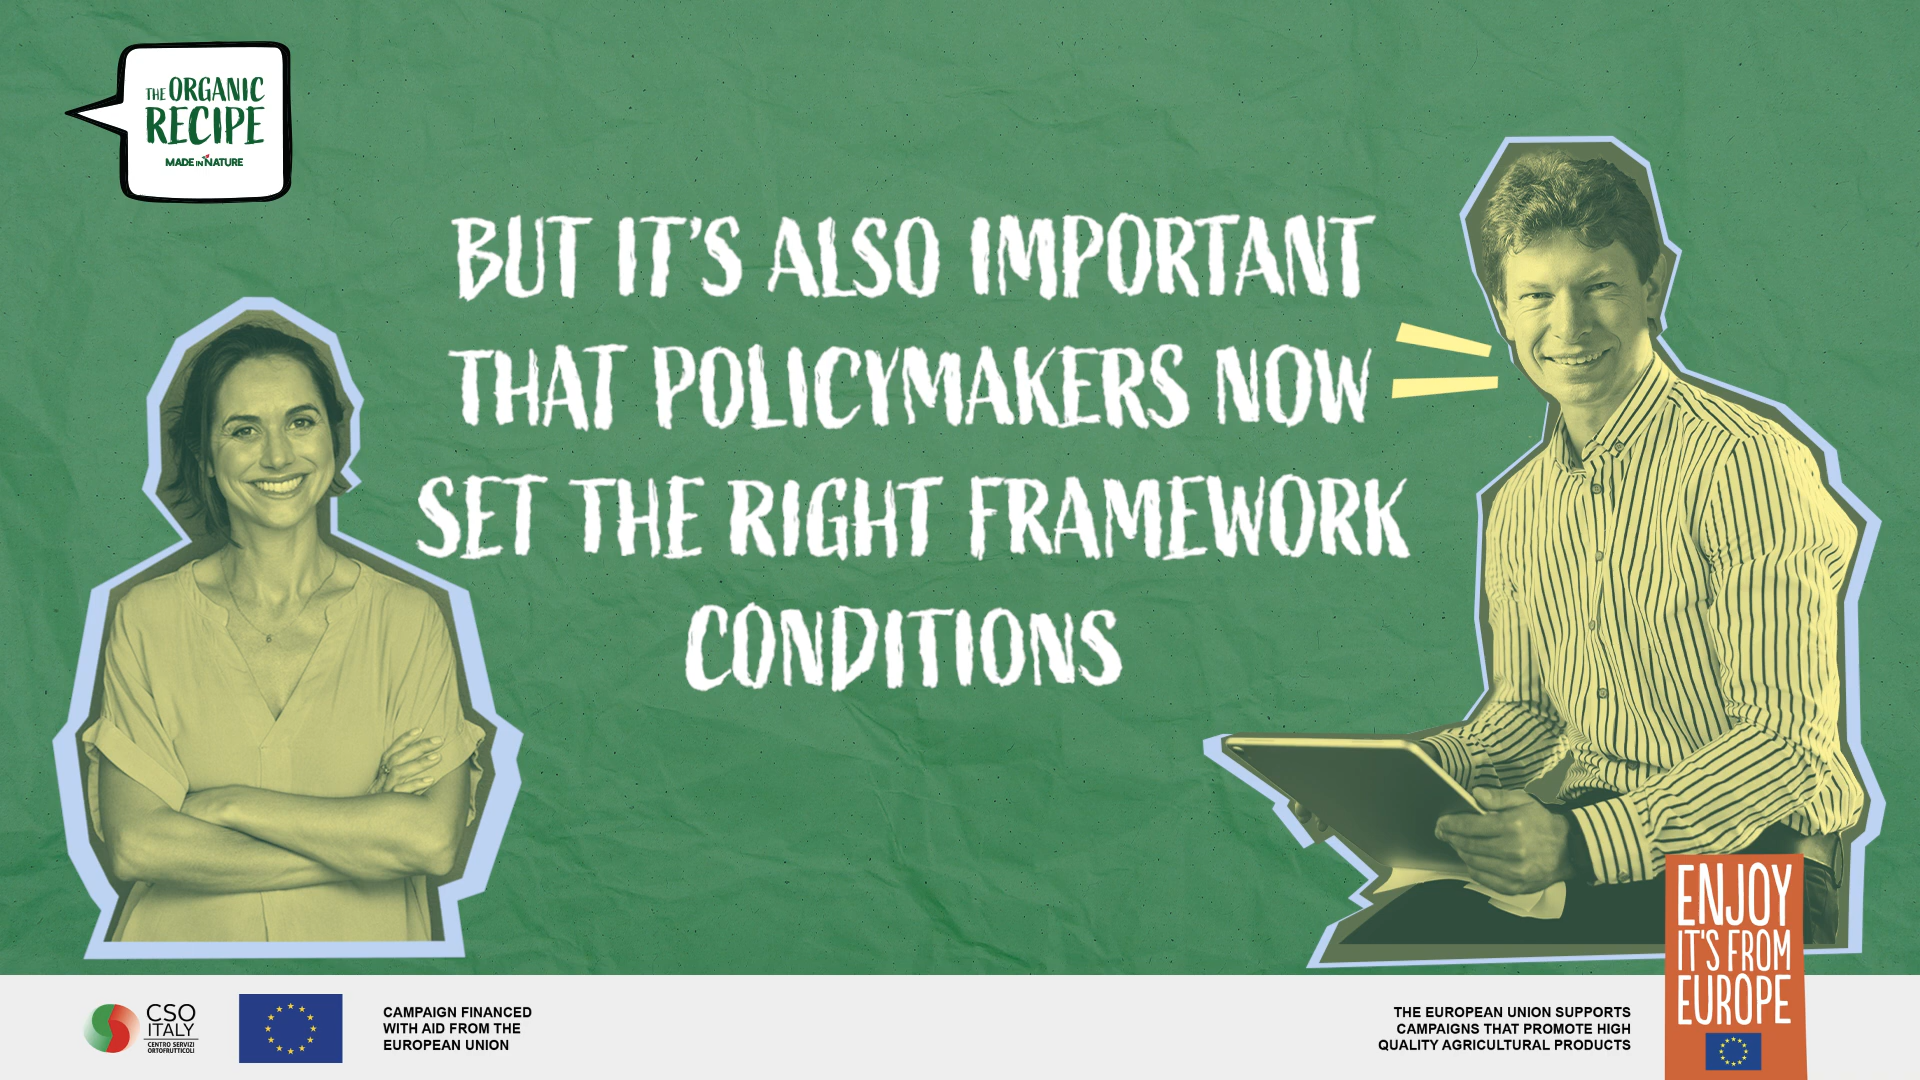 THE ORGANIC
RECIPE
MADE IN NATURE
BUT IT'S ALSO IMPORTANT
THAT POLICYMAKERS NOW
SET THE RIGHT FRAMEWORK
CONDITIONS
CSO
ITALY
CENTRO SERVIZI
ORTOFRUTTICOLI
CAMPAIGN FINANCED
WITH AID FROM THE
EUROPEAN UNION
THE EUROPEAN UNION SUPPORTS
CAMPAIGNS THAT PROMOTE HIGH
QUALITY AGRICULTURAL PRODUCTS
ENJOY
IT'S FROM
EUROPE